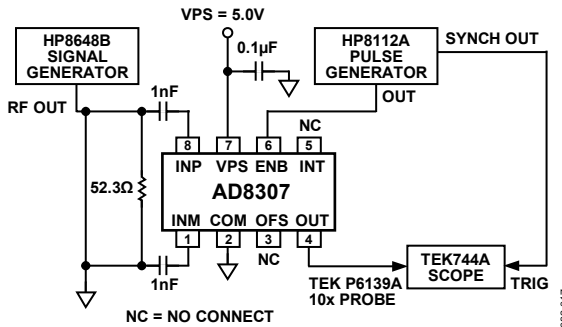 VPS = 5.0V
HP8648B
SIGNAL
GENERATOR
0.1µF
HP8112A
PULSE
GENERATOR
SYNCH OUT
RF OUT
1nF
OUT
NC
8
7
6
5
INP
VPS
ENB
INT
52.3Ω
AD8307
INM
COM
OFS
OUT
1
2
3
4
NC
1nF
TEK P6139A
10x PROBE
TEK744A
SCOPE
TRIG
NC = NO CONNECT